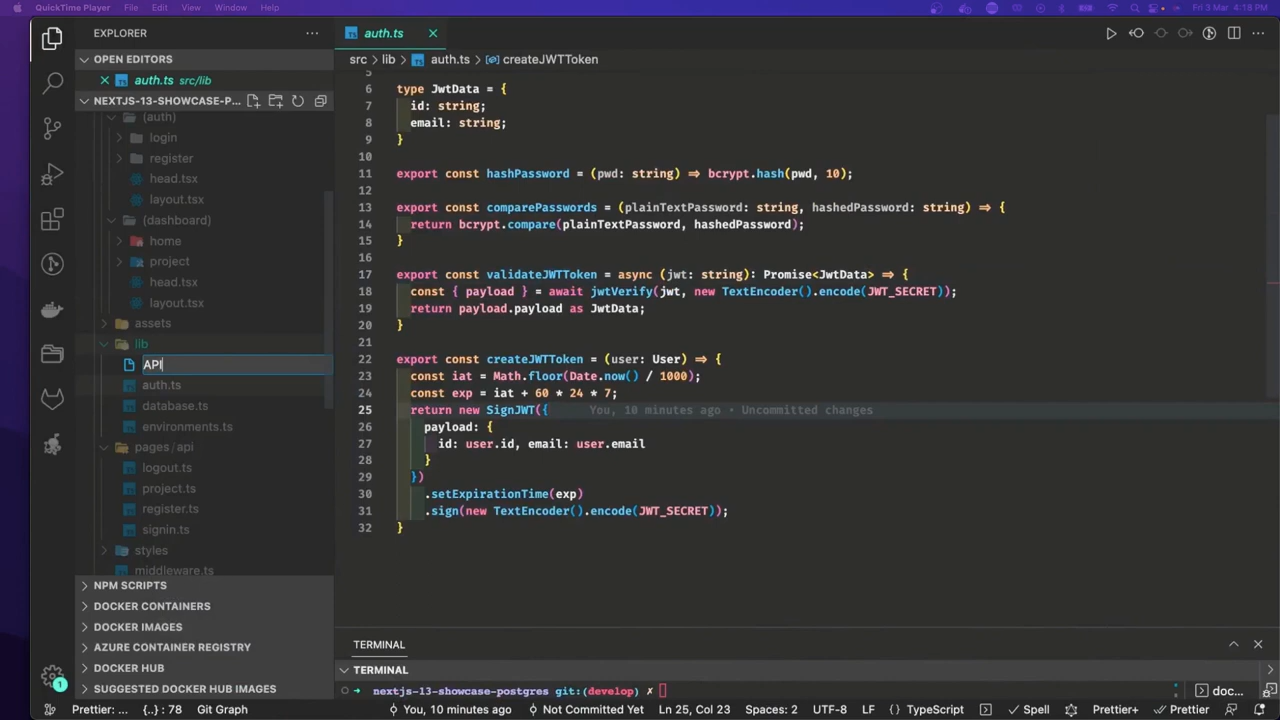 QuickTime Player File Edit View Window Help
Fri 3 Mar 4:18 PM
EXPLORER
OPEN EDITORS
auth.ts src/lib
NEXTJS-13-SHOWCASE-P...
(auth)
login
register
head.tsx
layout.tsx
(dashboard)
home
project
head.tsx
layout.tsx
assets
lib
API
auth.ts
database.ts
environments.ts
pages / api
logout.ts
project.ts
register.ts
signin.ts
styles
middleware.ts
NPM SCRIPTS
DOCKER CONTAINERS
DOCKER IMAGES
AZURE CONTAINER REGISTRY
DOCKER HUB
SUGGESTED DOCKER HUB IMAGES
1
auth.ts
src > lib > auth.ts > createJWTToken
5
6 type JwtData = {
7 id: string;
8 email: string;
9 }
10
11 export const hashPassword = (pwd: string) => bcrypt.hash(pwd, 10);
12
13 export const comparePasswords = (plainTextPassword: string, hashedPassword: string) => {
14 return bcrypt.compare(plainTextPassword, hashedPassword);
15 }
16
17 export const validateJWTToken = async (jwt: string): Promise<JwtData> => {
18 const { payload } = await jwtVerify(jwt, new TextEncoder().encode(JWT_SECRET));
19 return payload.payload as JwtData;
20 }
21
22 export const createJWTToken = (user: User) => {
23 const iat = Math.floor(Date.now() / 1000);
24 const exp = iat + 60 * 24 * 7;
25 return new SignJWT({ You, 10 minutes ago • Uncommitted changes
26 payload: {
27 id: user.id, email: user.email
28 }
29 })
30 .setExpirationTime(exp)
31 .sign(new TextEncoder().encode(JWT_SECRET));
32 }
TERMINAL
TERMINAL
nextjs-13-showcase-postgres git:(develop) ✗
doc...
Prettier: ... {..} : 78 Git Graph You, 10 minutes ago Not Committed Yet Ln 25, Col 23 Spaces: 2 UTF-8 LF {} TypeScript Spell Prettier+ Prettier